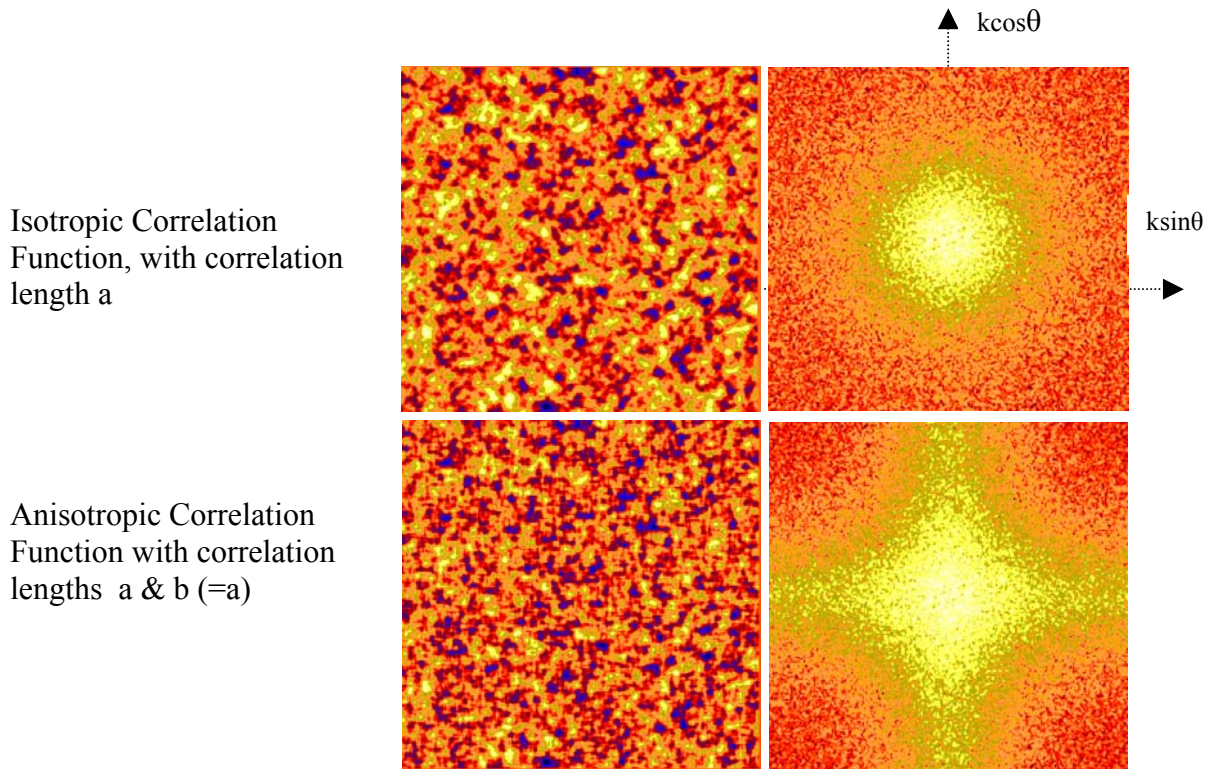 kcosθ
Isotropic Correlation
Function, with correlation
length a
ksinθ
Anisotropic Correlation
Function with correlation
lengths a & b (=a)